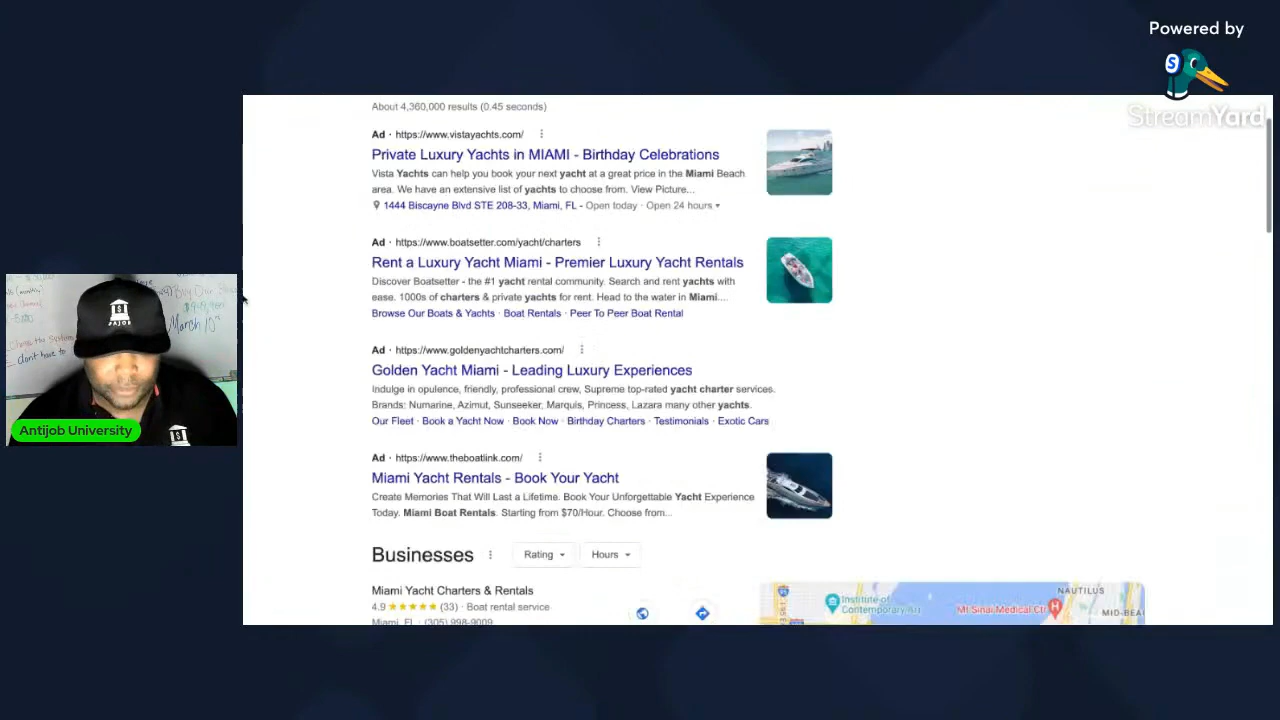 Powered by
S
StreamYard
About 4,360,000 results (0.45 seconds)
Ad · https://www.vistayachts.com/
Private Luxury Yachts in MIAMI - Birthday Celebrations
Vista Yachts can help you book your next yacht at a great price in the Miami Beach
area. We have an extensive list of yachts to choose from. View Picture...
1444 Biscayne Blvd STE 208-33, Miami, FL - Open today · Open 24 hours
Ad · https://www.boatsetter.com/yacht/charters
Rent a Luxury Yacht Miami - Premier Luxury Yacht Rentals
Discover Boatsetter - the #1 yacht rental community. Search and rent yachts with
ease. 1000s of charters & private yachts for rent. Head to the water in Miami....
Browse Our Boats & Yachts · Boat Rentals · Peer To Peer Boat Rental
Ad · https://www.goldenyachtcharters.com/
Golden Yacht Miami - Leading Luxury Experiences
Indulge in opulence, friendly, professional crew, Supreme top-rated yacht charter services.
Brands: Numarine, Azimut, Sunseeker, Marquis, Princess, Lazara many other yachts.
Our Fleet · Book a Yacht Now · Book Now · Birthday Charters · Testimonials · Exotic Cars
Ad · https://www.theboatlink.com/
Miami Yacht Rentals - Book Your Yacht
Create Memories That Will Last a Lifetime. Book Your Unforgettable Yacht Experience
Today. Miami Boat Rentals. Starting from $70/Hour. Choose from...
Businesses
Rating
Hours
Miami Yacht Charters & Rentals
4.9 (33) · Boat rental service
Miami, FL · (305) 998-9009
Institute of
Contemporary Art
Mt Sinai Medical Ctr
H
NAUTILUS
MID-BEA
March 10th
dont have to
$
Antijob University